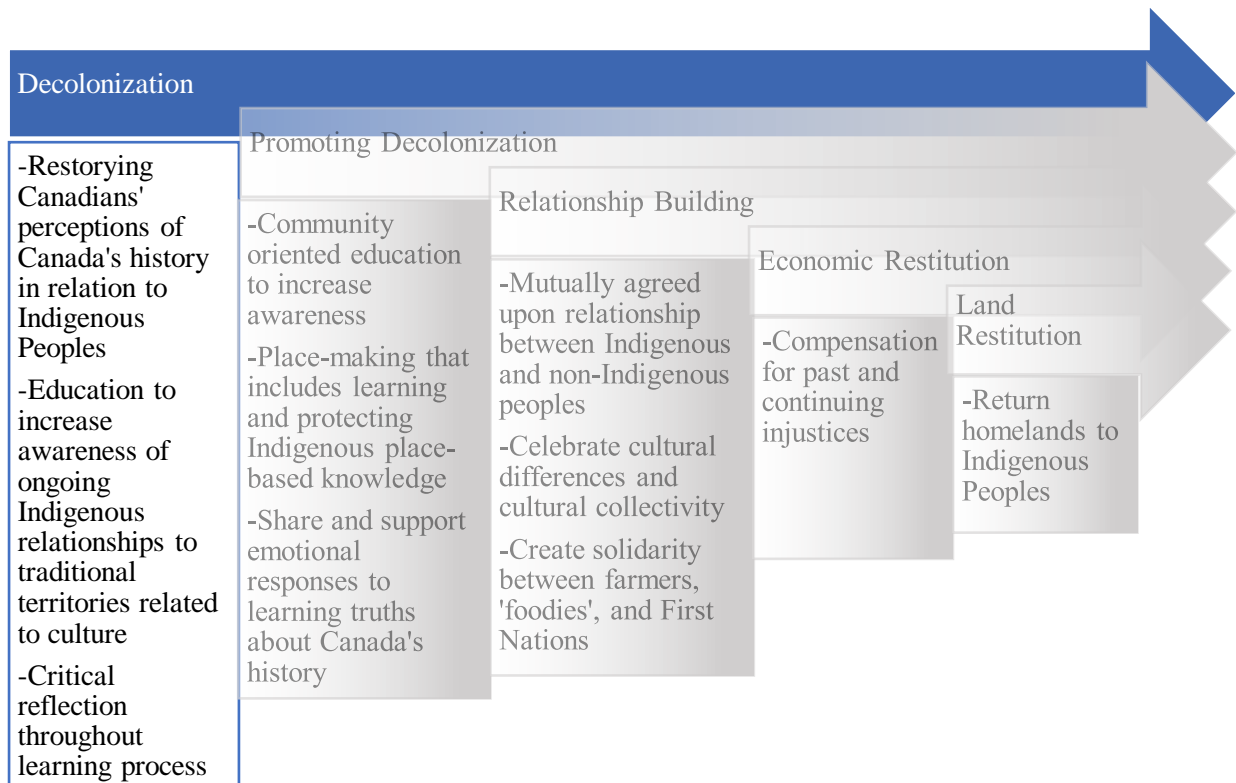 Decolonization
-Restorying
Canadians'
perceptions of
Canada's history
in relation to
Indigenous
Peoples
-Education to
increase
awareness of
ongoing
Indigenous
relationships to
traditional
territories related
to culture
-Critical
reflection
throughout
learning process
Promoting Decolonization
-Community
oriented education
to increase
awareness
-Place-making that
includes learning
and protecting
Indigenous place-
based knowledge
-Share and support
emotional
responses to
learning truths
about Canada's
history
Relationship Building
-Mutually agreed
upon relationship
between Indigenous
and non-Indigenous
peoples
-Celebrate cultural
differences and
cultural collectivity
-Create solidarity
between farmers,
'foodies', and First
Nations
Economic Restitution
-Compensation
for past and
continuing
injustices
Land
Restitution
-Return
homelands to
Indigenous
Peoples